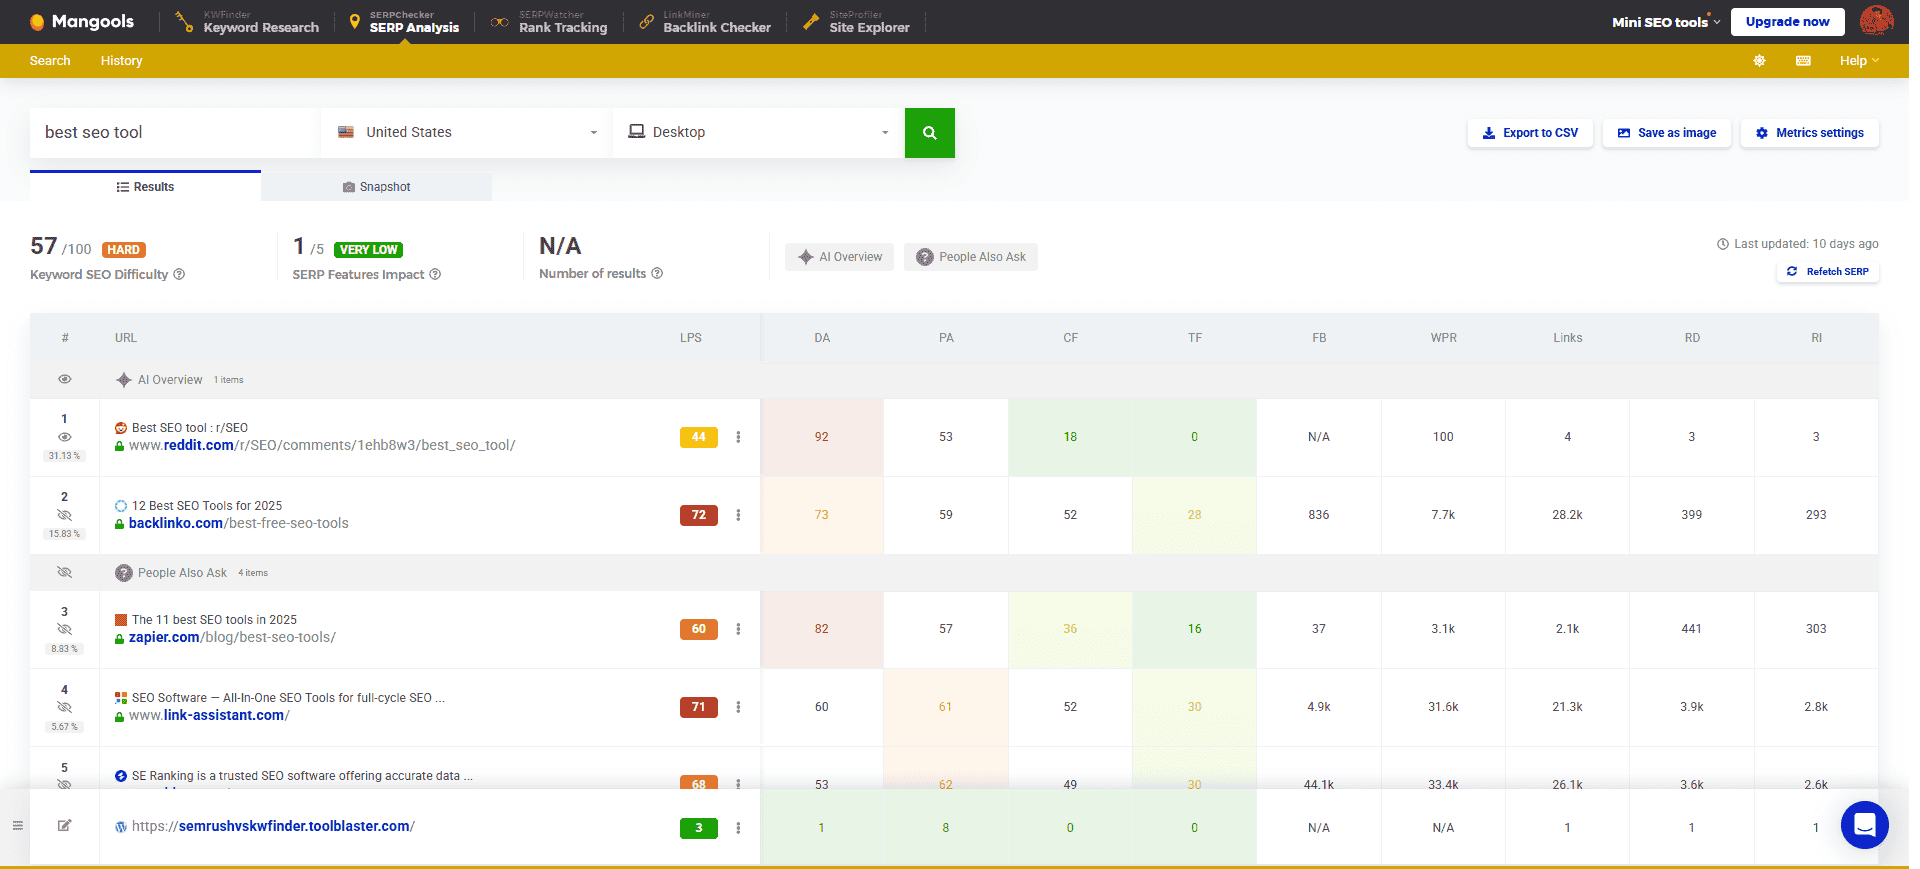 Mangools
KWFinder
Keyword Research
SERPChecker
SERP Analysis
SERPWatcher
Rank Tracking
LinkMiner
Backlink Checker
SiteProfiler
Site Explorer
Mini SEO tools
Upgrade now
Search
History
Help
best seo tool
United States
Desktop
Export to CSV
Save as image
Metrics settings
Results
Snapshot
57 /100 HARD
Keyword SEO Difficulty
1 /5 VERY LOW
SERP Features Impact
N/A
Number of results
AI Overview
People Also Ask
Last updated: 10 days ago
Refetch SERP
# URL LPS DA PA CF TF FB WPR Links RD RI
AI Overview 1 items
1
31.13 %
Best SEO tool : r/SEO
www.reddit.com/r/SEO/comments/1ehb8w3/best_seo_tool/
44 92 53 18 0 N/A 100 4 3 3
2
15.83 %
12 Best SEO Tools for 2025
backlinko.com/best-free-seo-tools
72 73 59 52 28 836 7.7k 28.2k 399 293
People Also Ask 4 items
3
8.83 %
The 11 best SEO tools in 2025
zapier.com/blog/best-seo-tools/
60 82 57 36 16 37 3.1k 2.1k 441 303
4
5.67 %
SEO Software — All-In-One SEO Tools for full-cycle SEO ...
www.link-assistant.com/
71 60 61 52 30 4.9k 31.6k 21.3k 3.9k 2.8k
5
SE Ranking is a trusted SEO software offering accurate data ...
68 53 62 49 30 44.1k 33.4k 26.1k 3.6k 2.6k
https://semrushvskwfinder.toolblaster.com/
3 1 8 0 0 N/A N/A 1 1 1